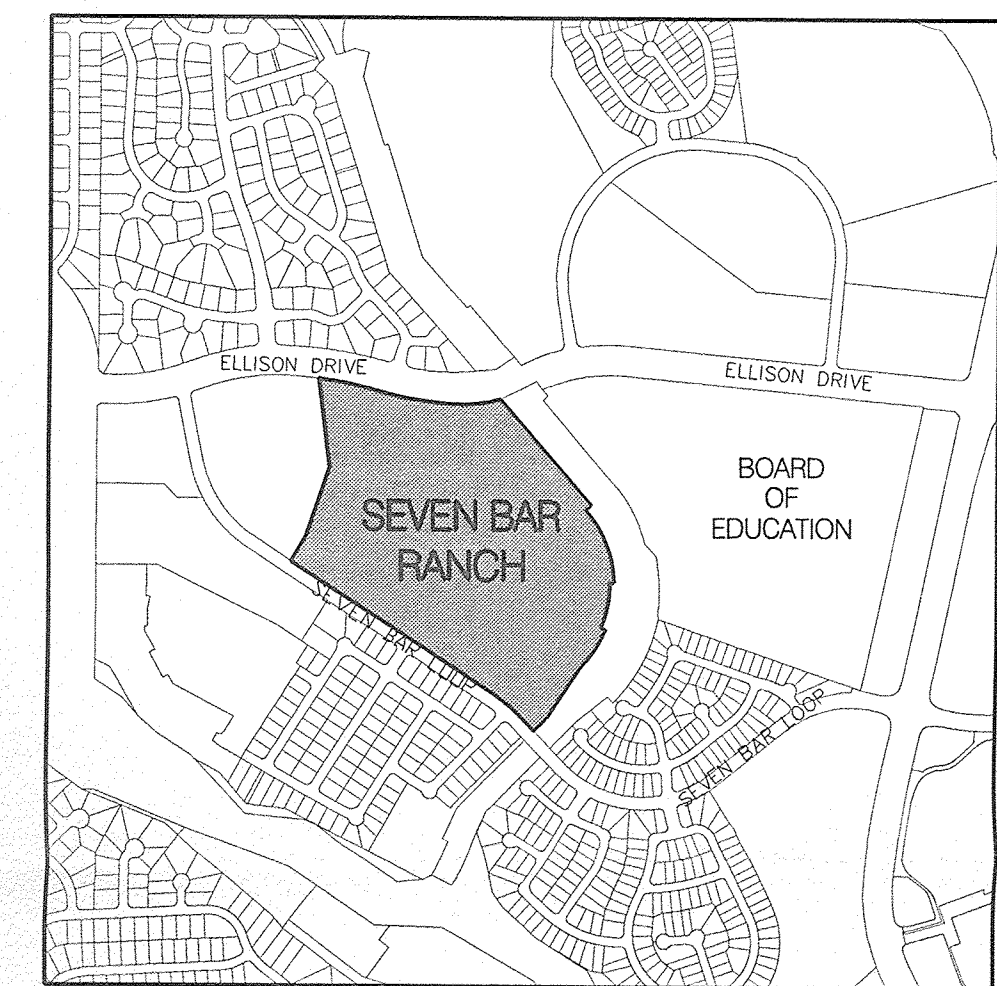 ELLISON DRIVE
ELLISON DRIVE
BOARD
OF
EDUCATION
SEVEN BAR
RANCH
SEVEN BAR LOOP
SEVEN BAR LOOP